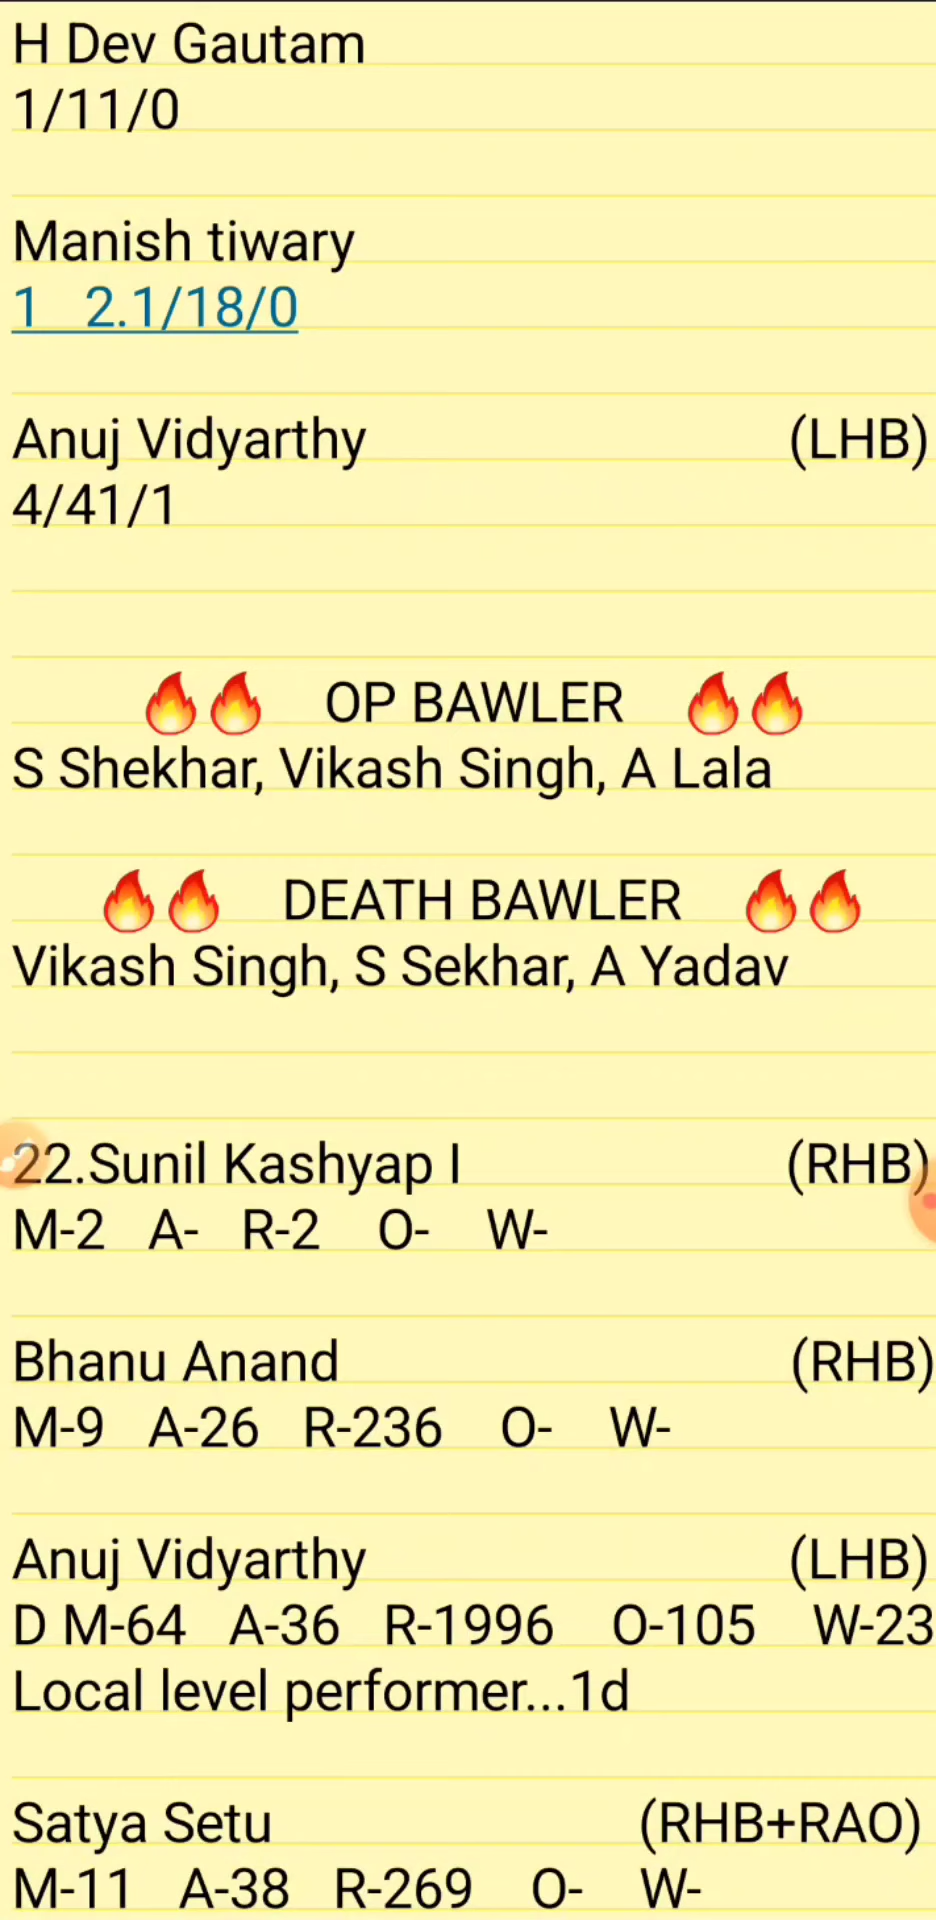 H Dev Gautam
1/11/0
Manish tiwary
1 2.1/18/0
Anuj Vidyarthy (LHB)
4/41/1
🔥🔥 OP BAWLER 🔥🔥
S Shekhar, Vikash Singh, A Lala
🔥🔥 DEATH BAWLER 🔥🔥
Vikash Singh, S Sekhar, A Yadav
22.Sunil Kashyap I (RHB)
M-2 A- R-2 O- W-
Bhanu Anand (RHB)
M-9 A-26 R-236 O- W-
Anuj Vidyarthy (LHB)
D M-64 A-36 R-1996 O-105 W-23
Local level performer...1d
Satya Setu (RHB+RAO)
M-11 A-38 R-269 O- W-